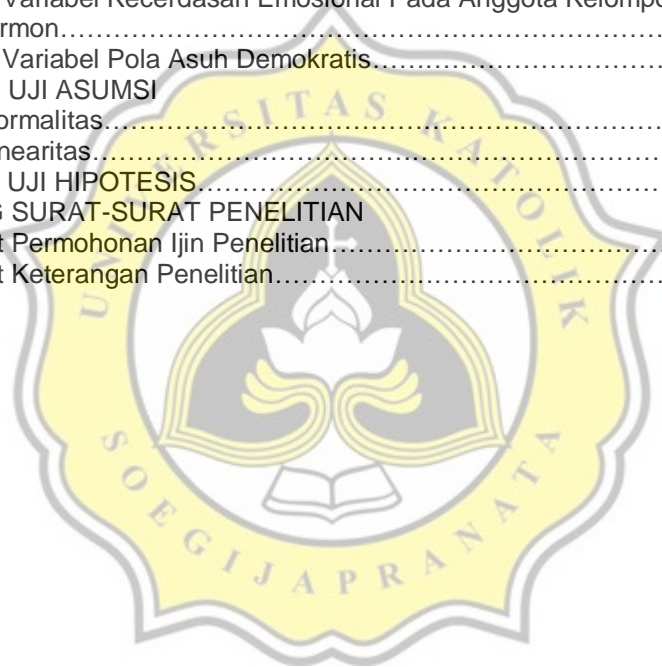 Variabel Kecerdasan Emosional Pada Anggota
rmon……………………………………………………
Variabel Pola Asuh Demokratis……………………………
UJI ASUMSI
ormalitas……………………………………………………
nearitas……………………………………………………
UJI HIPOTESIS……………………………………………
SURAT-SURAT PENELITIAN
t Permohonan Ijin Penelitian………………………………
t Keterangan Penelitian………………………………………
UNIVERSITAS KATOLIK
SOEGIJAPRANATA